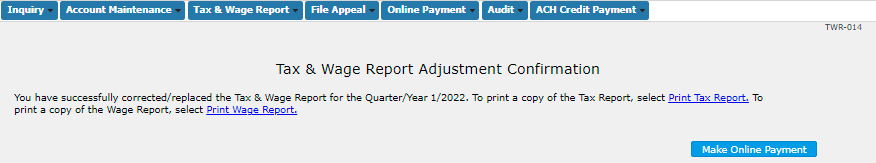 Inquiry Account Maintenance Tax & Wage Report File Appeal Online Payment Audit ACH Credit Payment
TWR-014
Tax & Wage Report Adjustment Confirmation
You have successfully corrected/replaced the Tax & Wage Report for the Quarter/Year 1/2022. To print a copy of the Tax Report, select Print Tax Report. To
print a copy of the Wage Report, select Print Wage Report.
Make Online Payment